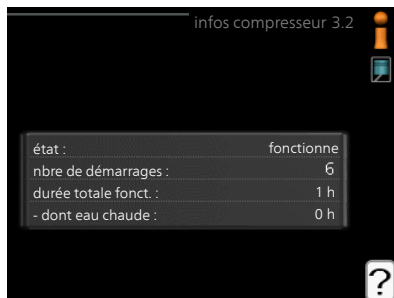 infos compresseur 3.2
état : fonctionne
nbre de démarrages : 6
durée totale fonct. : 1 h
- dont eau chaude : 0 h
?